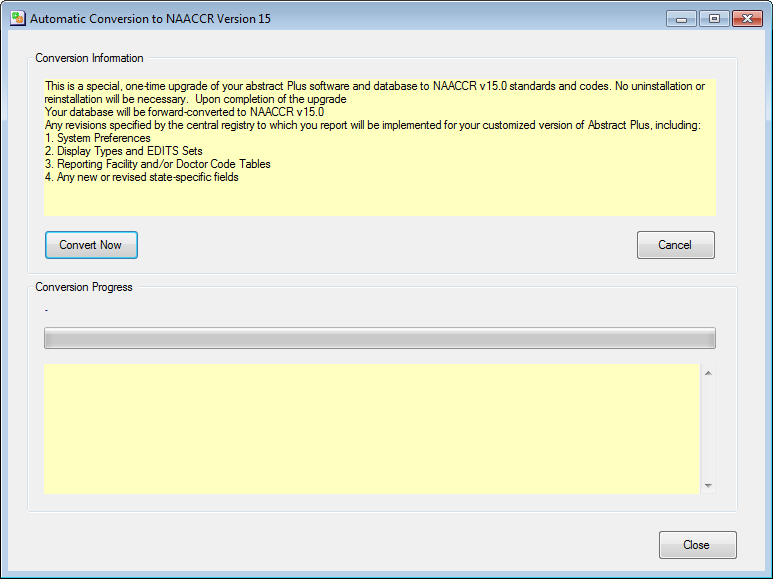 Automatic Conversion to NAACCR Version 15
Conversion Information
This is a special, one-time upgrade of your abstract Plus software and database to NAACCR v15.0 standards and codes. No uninstallation or
reinstallation will be necessary.  Upon completion of the upgrade
Your database will be forward-converted to NAACCR v15.0
Any revisions specified by the central registry to which you report will be implemented for your customized version of Abstract Plus, including:
1. System Preferences
2. Display Types and EDITS Sets
3. Reporting Facility and/or Doctor Code Tables
4. Any new or revised state-specific fields
Convert Now
Cancel
Conversion Progress
-
Close